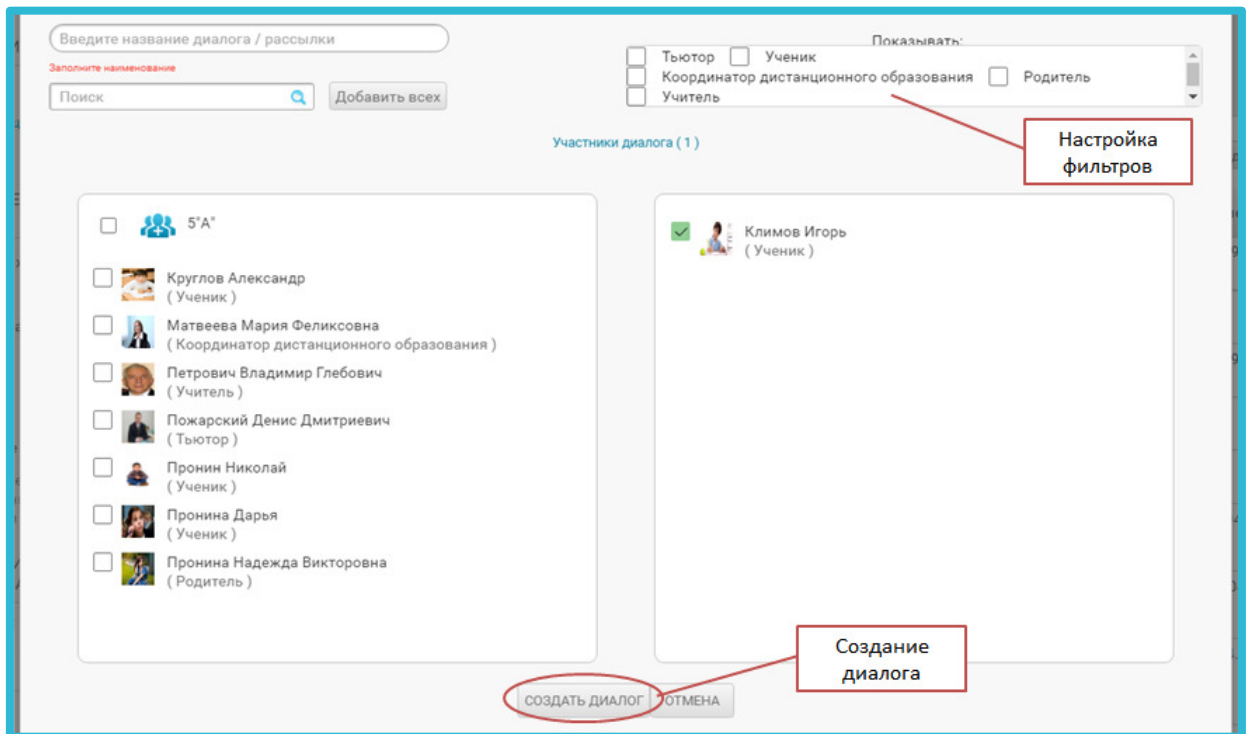 Введите название диалога / рассылки
Показывать:
Тьютор Ученик
Заполните наименование
Координатор дистанционного образования Родитель
Поиск Добавить всех
Учитель
Участники диалога ( 1 )
Настройка
фильтров
5"А"
Климов Игорь
( Ученик )
Круглов Александр
( Ученик )
Матвеева Мария Феликсовна
( Координатор дистанционного образования )
Петрович Владимир Глебович
( Учитель )
Пожарский Денис Дмитриевич
( Тьютор )
Пронин Николай
( Ученик )
Пронина Дарья
( Ученик )
Пронина Надежда Викторовна
( Родитель )
Создание
диалога
СОЗДАТЬ ДИАЛОГ ОТМЕНА